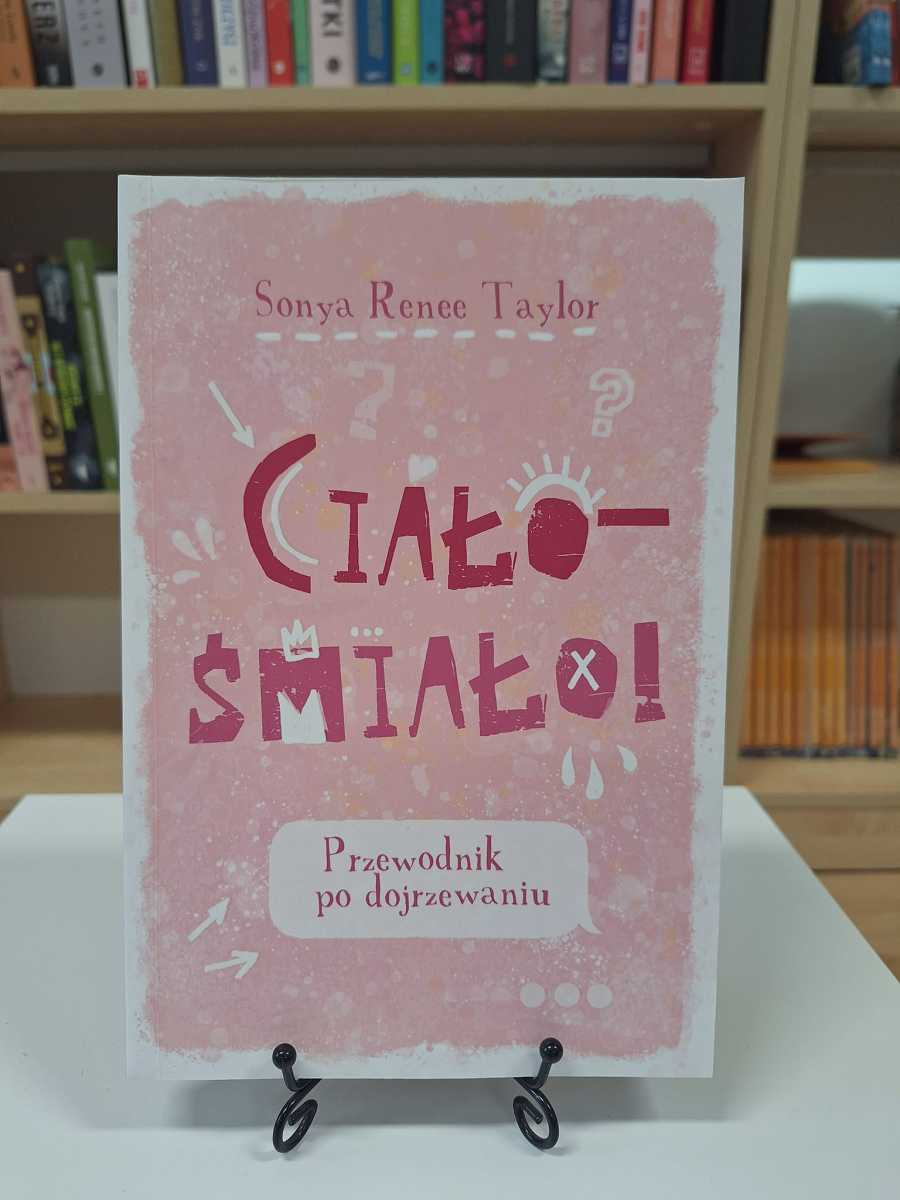 Sonya Renee Taylor
CIAŁO-
ŚMIAŁO!
Przewodnik
po dojrzewaniu